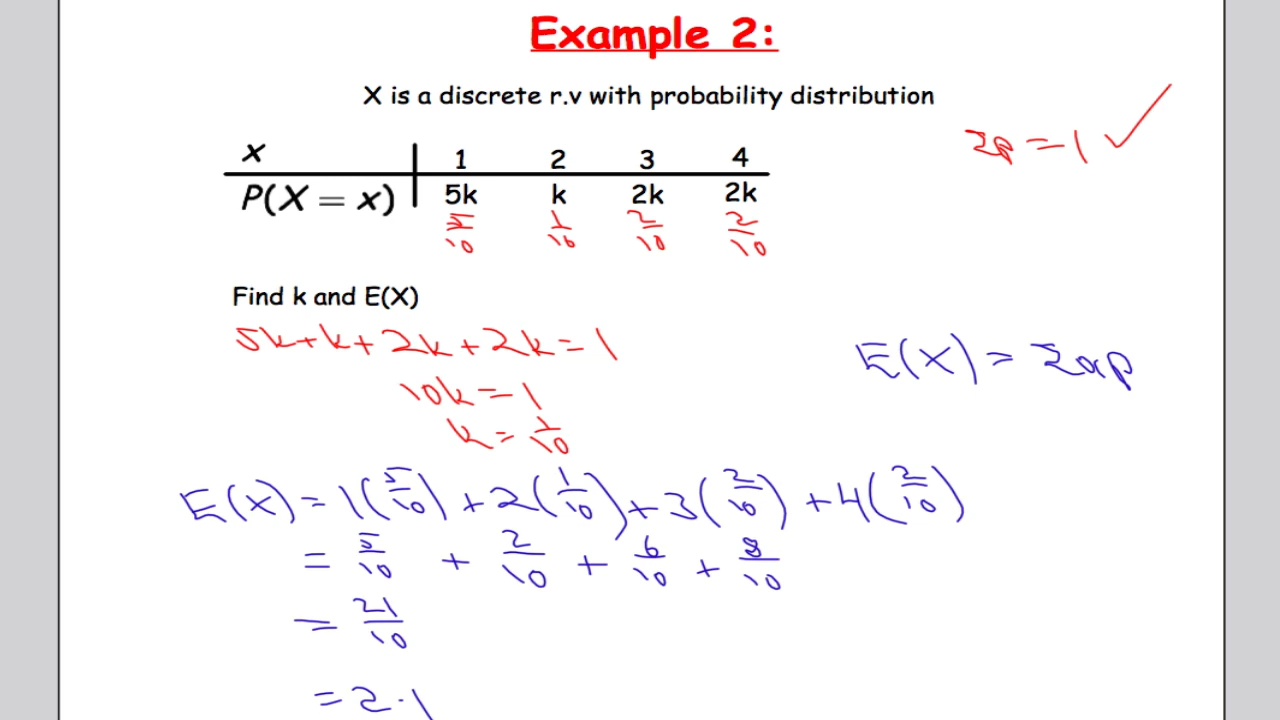 Example 2:
X is a discrete r.v with probability distribution
Σp = 1 ✓
x 1 2 3 4
P(X = x) 5k k 2k 2k
5/10 1/10 2/10 2/10
Find k and E(X)
5k+k+2k+2k=1
10k = 1
k = 1/10
E(X) = Σxp
E(X) = 1(5/10) + 2(1/10) + 3(2/10) + 4(2/10)
= 5/10 + 2/10 + 6/10 + 8/10
= 21/10
= 2.1